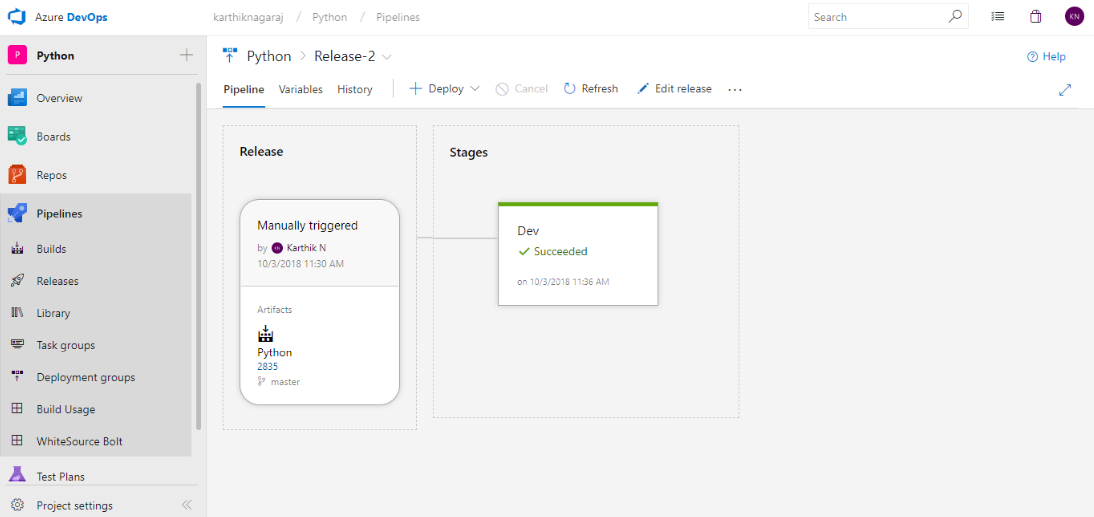 Azure DevOps
karthiknagaraj / Python / Pipelines
Search
KN
P Python
Overview
Boards
Repos
Pipelines
Builds
Releases
Library
Task groups
Deployment groups
Build Usage
WhiteSource Bolt
Test Plans
Project settings
Python > Release-2
Help
Pipeline Variables History Deploy Cancel Refresh Edit release ...
Release
Manually triggered
by KN Karthik N
10/3/2018 11:30 AM
Artifacts
Python
2835
master
Stages
Dev
Succeeded
on 10/3/2018 11:36 AM